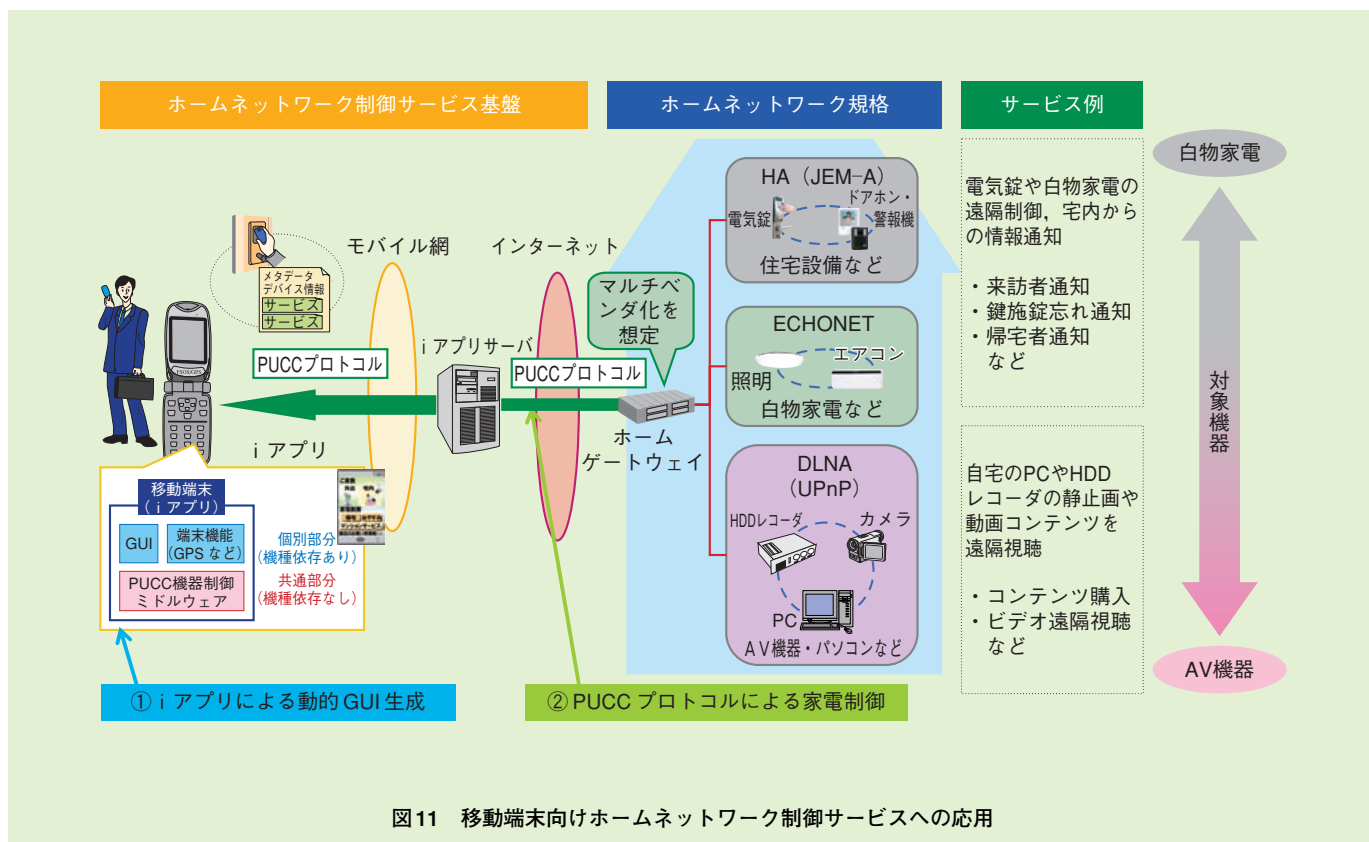 ホームネットワーク制御サービス基盤
ホームネットワーク規格
サービス例
白物家電
HA（JEM-A）
電気錠
ドアホン・
警報機
住宅設備など
電気錠や白物家電の
遠隔制御，宅内から
の情報通知
・来訪者通知
・鍵施錠忘れ通知
・帰宅者通知
など
モバイル網
インターネット
メタデータ
デバイス情報
サービス
サービス
マルチベ
ンダ化を
想定
ｉアプリサーバ
PUCCプロトコル
PUCCプロトコル
ECHONET
照明
エアコン
白物家電など
対象機器
ｉアプリ
ホーム
ゲートウェイ
DLNA
（UPnP）
HDDレコーダ
カメラ
PC
ＡＶ機器・パソコンなど
自宅のPCやHDD
レコーダの静止画や
動画コンテンツを
遠隔視聴
・コンテンツ購入
・ビデオ遠隔視聴
など
移動端末
（ｉアプリ）
GUI
端末機能
（GPS など）
個別部分
（機種依存あり）
PUCC機器制御
ミドルウェア
共通部分
（機種依存なし）
AV機器
①ｉアプリによる動的 GUI 生成
②PUCC プロトコルによる家電制御
図11　移動端末向けホームネットワーク制御サービスへの応用